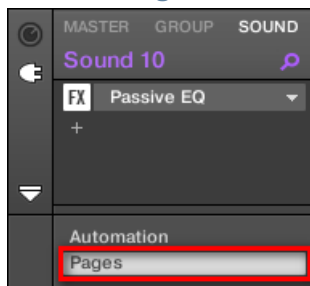 MASTER GROUP SOUND
Sound 10
FX Passive EQ
+
Automation
Pages